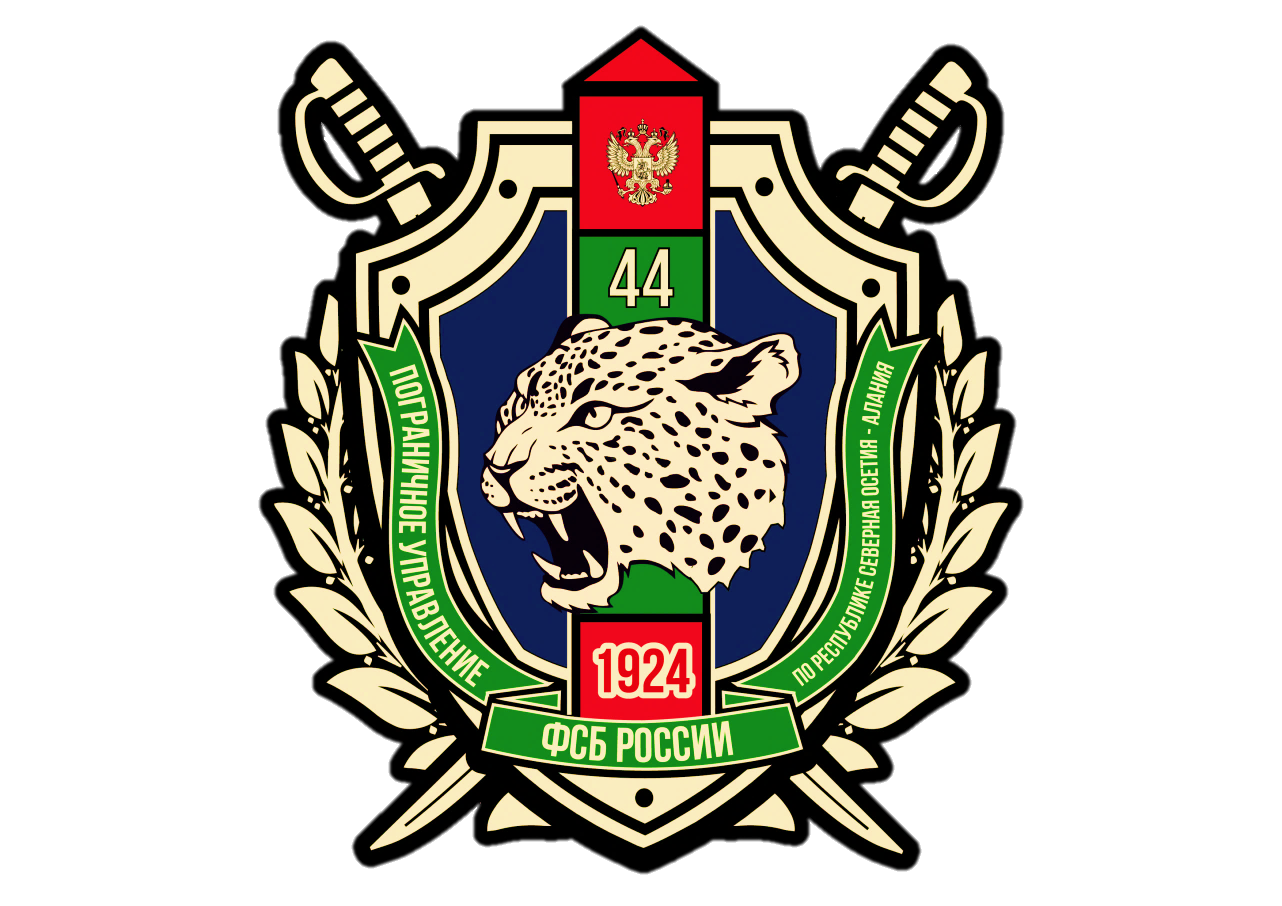 44
ПОГРАНИЧНОЕ УПРАВЛЕНИЕ
ПО РЕСПУБЛИКЕ СЕВЕРНАЯ ОСЕТИЯ - АЛАНИЯ
1924
ФСБ РОССИИ